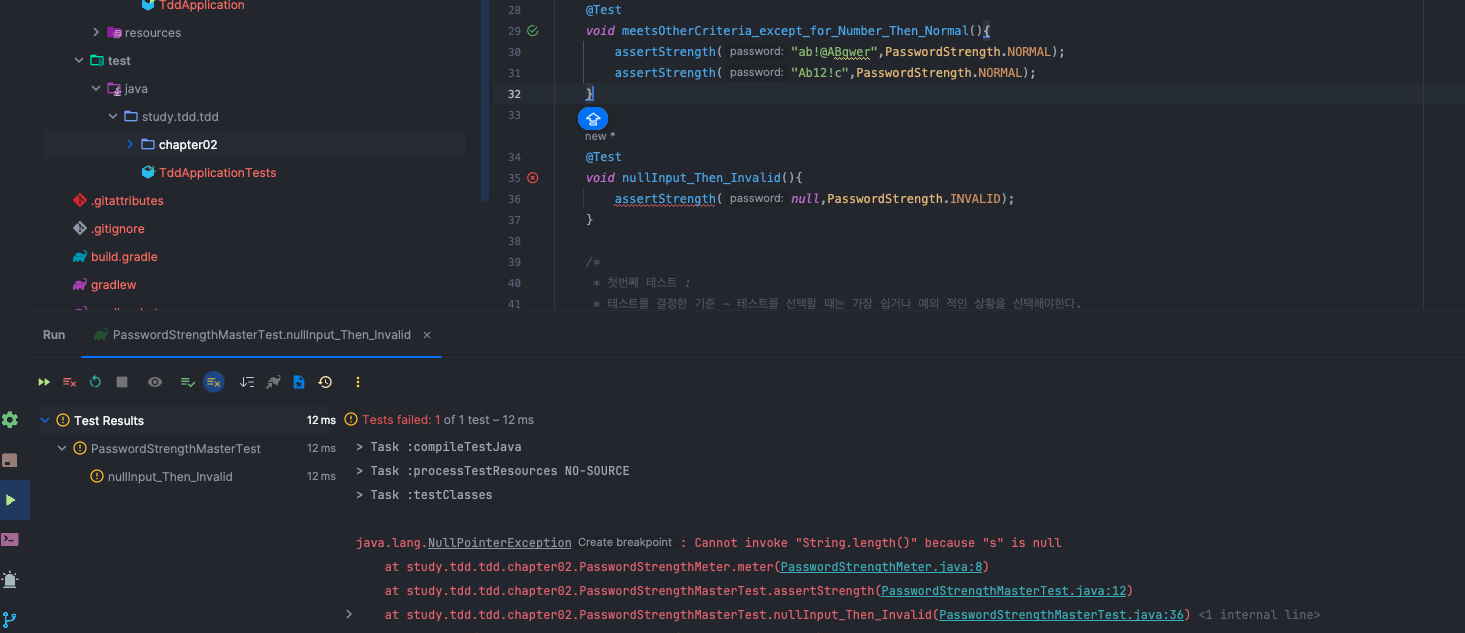 TddApplication
resources
test
java
study.tdd.tdd
chapter02
TddApplicationTests
.gitattributes
.gitignore
build.gradle
gradlew
28 @Test
29 void meetsOtherCriteria_except_for_Number_Then_Normal(){
30 assertStrength( password: "ab!@ABqwer",PasswordStrength.NORMAL);
31 assertStrength( password: "Ab12!c",PasswordStrength.NORMAL);
32 }
33
new *
34 @Test
35 void nullInput_Then_Invalid(){
36 assertStrength( password: null,PasswordStrength.INVALID);
37 }
38
39 /*
40 * 첫번째 테스트 :
41 * 테스트를 결정한 기준 – 테스트를 선택할 때는 가장 쉽거나 예외 적인 상황을 선택해야한다.
Run PasswordStrengthMasterTest.nullInput_Then_Invalid ×
Test Results 12 ms
PasswordStrengthMasterTest 12 ms
nullInput_Then_Invalid 12 ms
Tests failed: 1 of 1 test – 12 ms
> Task :compileTestJava
> Task :processTestResources NO-SOURCE
> Task :testClasses
java.lang.NullPointerException Create breakpoint : Cannot invoke "String.length()" because "s" is null
at study.tdd.tdd.chapter02.PasswordStrengthMeter.meter(PasswordStrengthMeter.java:8)
at study.tdd.tdd.chapter02.PasswordStrengthMasterTest.assertStrength(PasswordStrengthMasterTest.java:12)
at study.tdd.tdd.chapter02.PasswordStrengthMasterTest.nullInput_Then_Invalid(PasswordStrengthMasterTest.java:36) <1 internal line>